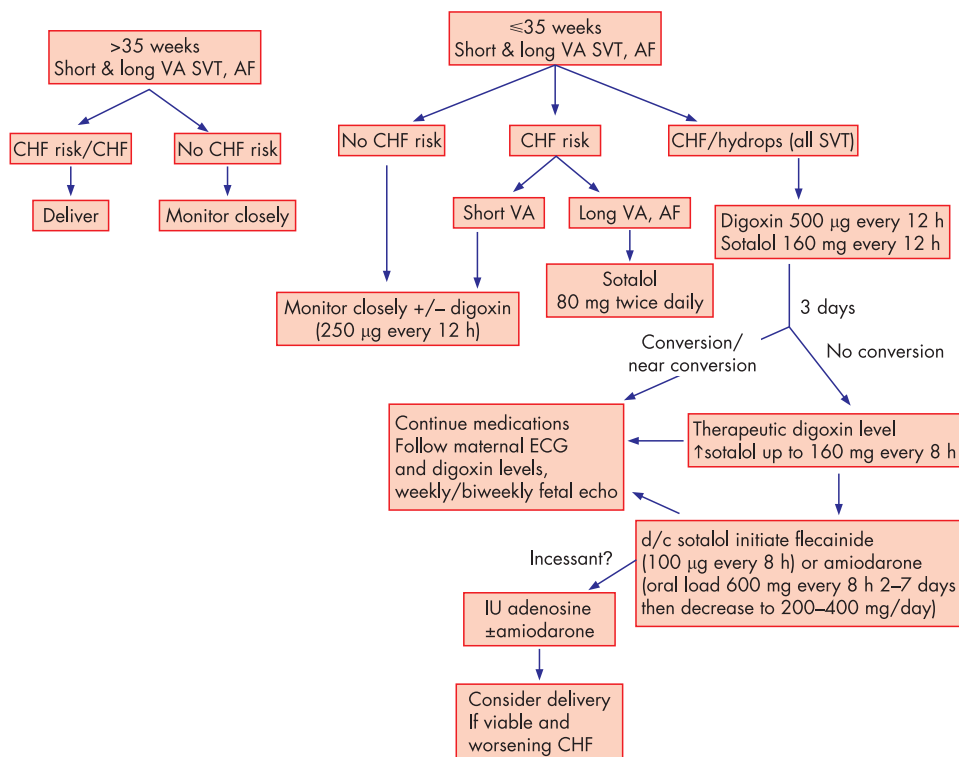 >35 weeks
Short & long VA SVT, AF
CHF risk/CHF
No CHF risk
Deliver
Monitor closely
⩽35 weeks
Short & long VA SVT, AF
No CHF risk
CHF risk
CHF/hydrops (all SVT)
Short VA
Long VA, AF
Digoxin 500 μg every 12 h
Sotalol 160 mg every 12 h
Sotalol
80 mg twice daily
Monitor closely +/– digoxin
(250 μg every 12 h)
3 days
Conversion/
near conversion
No conversion
Continue medications
Follow maternal ECG
and digoxin levels,
weekly/biweekly fetal echo
Therapeutic digoxin level
↑sotalol up to 160 mg every 8 h
d/c sotalol initiate flecainide
(100 μg every 8 h) or amiodarone
(oral load 600 mg every 8 h 2–7 days
then decrease to 200–400 mg/day)
Incessant?
IU adenosine
±amiodarone
Consider delivery
If viable and
worsening CHF